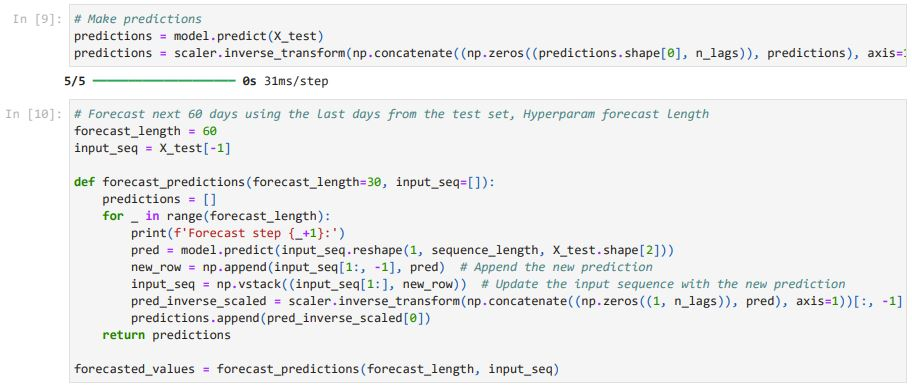 In [9]: # Make predictions
predictions = model.predict(X_test)
predictions = scaler.inverse_transform(np.concatenate((np.zeros((predictions.shape[0], n_lags)), predictions), axis=1
5/5 ━━━━━━━━━━━━━━━━━━━━ 0s 31ms/step
In [10]: # Forecast next 60 days using the last days from the test set, Hyperparam forecast length
forecast_length = 60
input_seq = X_test[-1]
def forecast_predictions(forecast_length=30, input_seq=[]):
    predictions = []
    for _ in range(forecast_length):
        print(f'Forecast step {_+1}:')
        pred = model.predict(input_seq.reshape(1, sequence_length, X_test.shape[2]))
        new_row = np.append(input_seq[1:, -1], pred)  # Append the new prediction
        input_seq = np.vstack((input_seq[1:], new_row))  # Update the input sequence with the new prediction
        pred_inverse_scaled = scaler.inverse_transform(np.concatenate((np.zeros((1, n_lags)), pred), axis=1))[:, -1]
        predictions.append(pred_inverse_scaled[0])
    return predictions
forecasted_values = forecast_predictions(forecast_length, input_seq)